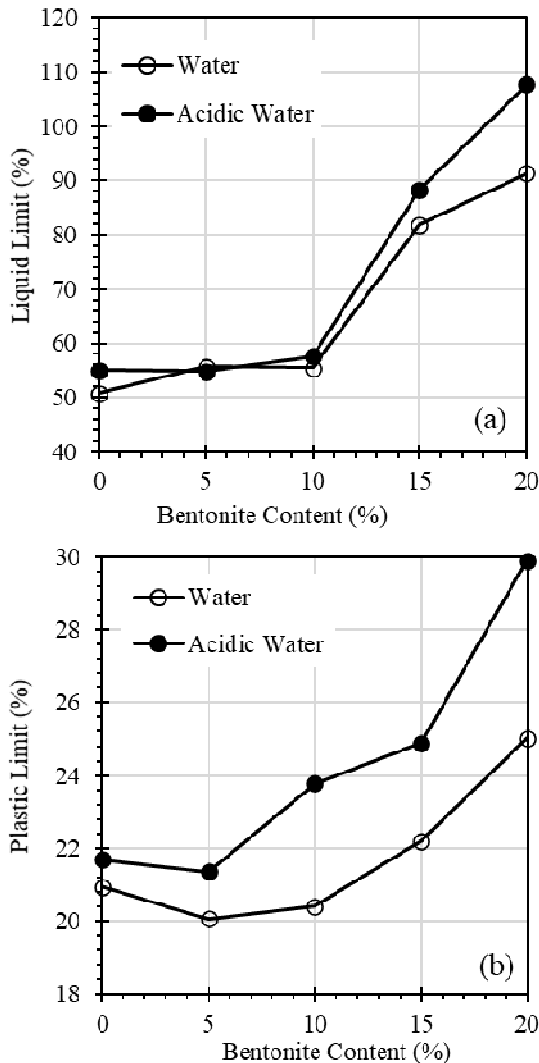 120
110
100
90
80
70
60
50
40
Liquid Limit (%)
Water
Acidic Water
(a)
0 5 10 15 20
Bentonite Content (%)
30
28
26
24
22
20
18
Plastic Limit (%)
Water
Acidic Water
(b)
0 5 10 15 20
Bentonite Content (%)